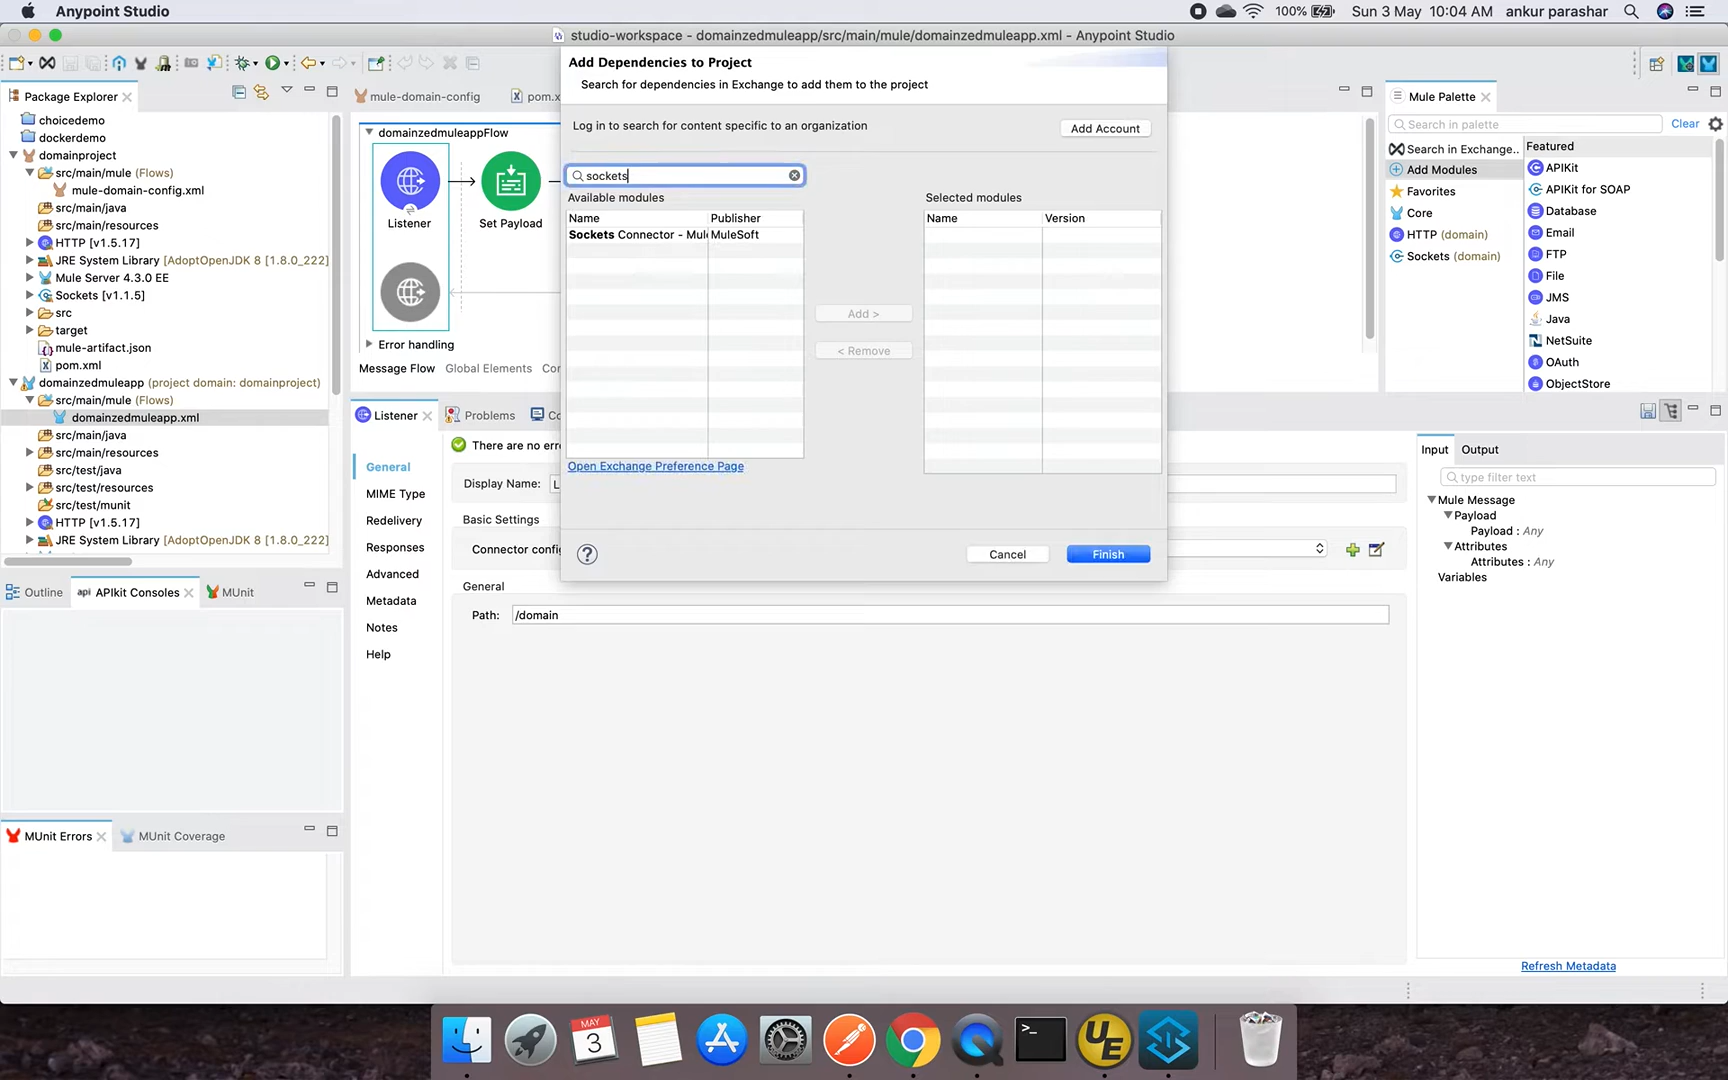 Anypoint Studio
100%
Sun 3 May 10:04 AM
ankur parashar
studio-workspace - domainzedmuleapp/src/main/mule/domainzedmuleapp.xml - Anypoint Studio
Package Explorer
choicedemo
dockerdemo
domainproject
src/main/mule (Flows)
mule-domain-config.xml
src/main/java
src/main/resources
HTTP [v1.5.17]
JRE System Library [AdoptOpenJDK 8 [1.8.0_222]
Mule Server 4.3.0 EE
Sockets [v1.1.5]
src
target
mule-artifact.json
pom.xml
domainzedmuleapp (project domain: domainproject)
src/main/mule (Flows)
domainzedmuleapp.xml
src/main/java
src/main/resources
src/test/java
src/test/resources
src/test/munit
HTTP [v1.5.17]
JRE System Library [AdoptOpenJDK 8 [1.8.0_222]
Outline
api APIkit Consoles
MUnit
MUnit Errors
MUnit Coverage
mule-domain-config
pom.x
domainzedmuleappFlow
Listener
Set Payload
Error handling
Message Flow
Global Elements
Add Dependencies to Project
Search for dependencies in Exchange to add them to the project
Log in to search for content specific to an organization
Add Account
sockets
Available modules
Name
Publisher
Sockets Connector - Mule
MuleSoft
Add >
< Remove
Selected modules
Name
Version
Open Exchange Preference Page
?
Cancel
Finish
Mule Palette
Search in palette
Clear
Search in Exchange..
Add Modules
Favorites
Core
HTTP (domain)
Sockets (domain)
Featured
APIKit
APIKit for SOAP
Database
Email
FTP
File
JMS
Java
NetSuite
OAuth
ObjectStore
Listener
Problems
Co
General
MIME Type
Redelivery
Responses
Advanced
Metadata
Notes
Help
There are no erro
Display Name:
L
Basic Settings
Connector config
General
Path:
/domain
Input
Output
type filter text
Mule Message
Payload
Payload : Any
Attributes
Attributes : Any
Variables
Refresh Metadata
MAY
3
>_
UE